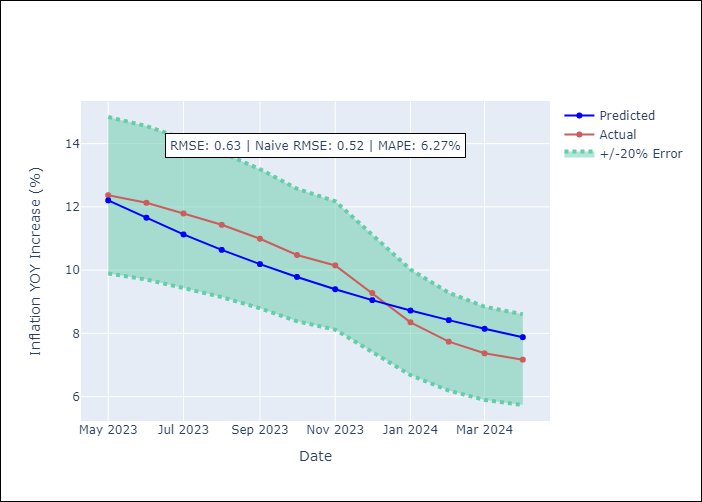 Predicted
Actual
+/-20% Error
RMSE: 0.63 | Naive RMSE: 0.52 | MAPE: 6.27%
14
12
10
8
6
Inflation YOY Increase (%)
May 2023
Jul 2023
Sep 2023
Nov 2023
Jan 2024
Mar 2024
Date